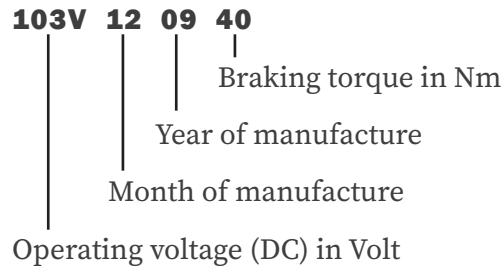 103V 12 09 40
Braking torque in Nm
Year of manufacture
Month of manufacture
Operating voltage (DC) in Volt